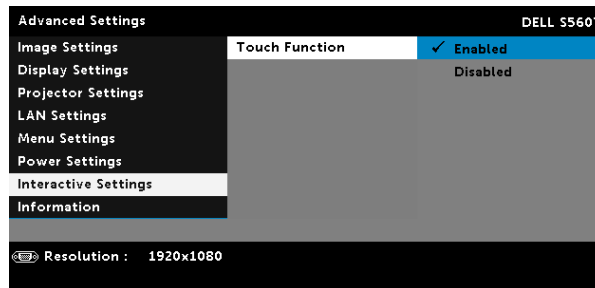 Advanced Settings DELL S560
Image Settings Touch Function ✓ Enabled
Display Settings Disabled
Projector Settings
LAN Settings
Menu Settings
Power Settings
Interactive Settings
Information
Resolution : 1920x1080